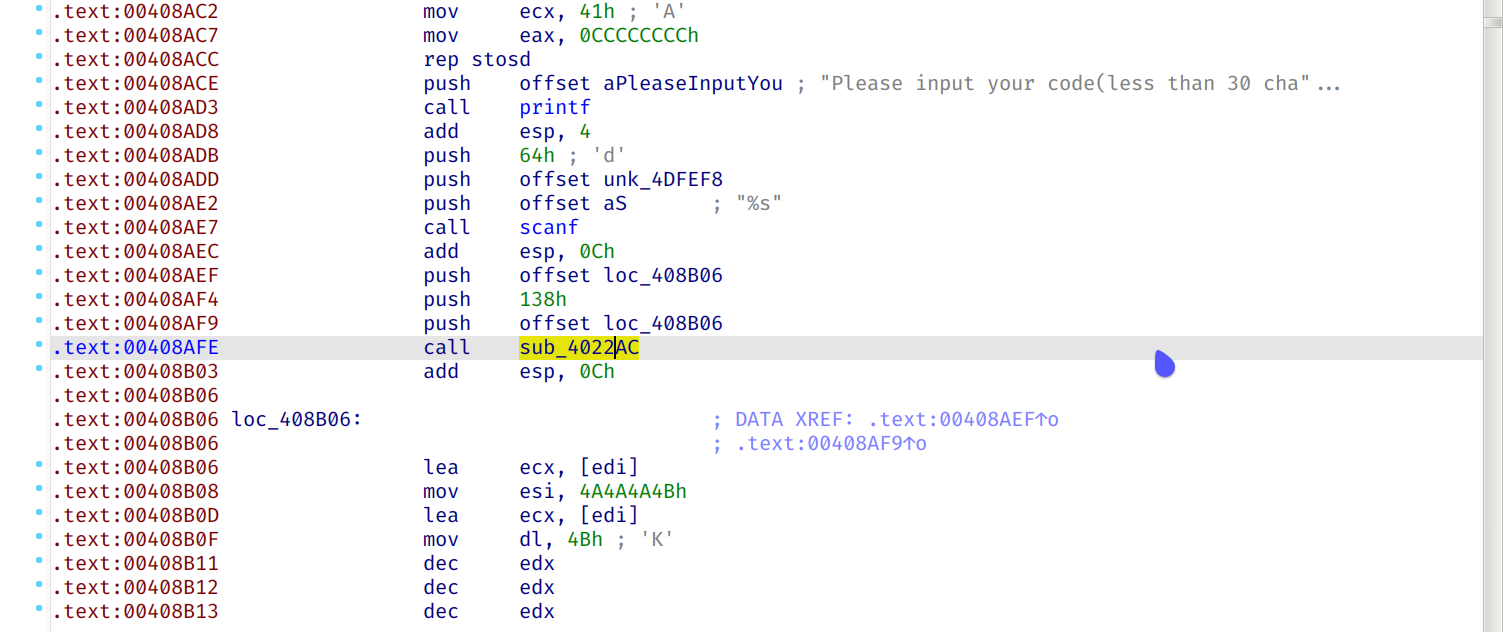 .text:00408AC2 mov ecx, 41h ; 'A'
.text:00408AC7 mov eax, 0CCCCCCCCh
.text:00408ACC rep stosd
.text:00408ACE push offset aPleaseInputYou ; "Please input your code(less than 30 cha"...
.text:00408AD3 call printf
.text:00408AD8 add esp, 4
.text:00408ADB push 64h ; 'd'
.text:00408ADD push offset unk_4DFEF8
.text:00408AE2 push offset aS ; "%s"
.text:00408AE7 call scanf
.text:00408AEC add esp, 0Ch
.text:00408AEF push offset loc_408B06
.text:00408AF4 push 138h
.text:00408AF9 push offset loc_408B06
.text:00408AFE call sub_4022AC
.text:00408B03 add esp, 0Ch
.text:00408B06
.text:00408B06 loc_408B06: ; DATA XREF: .text:00408AEF↑o
.text:00408B06 ; .text:00408AF9↑o
.text:00408B06 lea ecx, [edi]
.text:00408B08 mov esi, 4A4A4A4Bh
.text:00408B0D lea ecx, [edi]
.text:00408B0F mov dl, 4Bh ; 'K'
.text:00408B11 dec edx
.text:00408B12 dec edx
.text:00408B13 dec edx